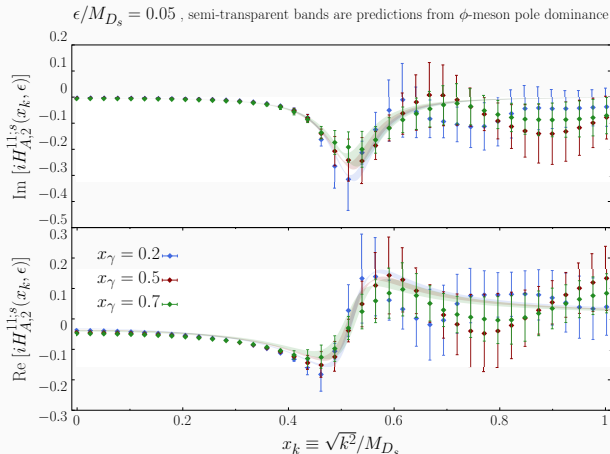 ϵ/M_{D_s} = 0.05 , semi-transparent bands are predictions from ϕ-meson pole dominance
0.2
0.1
0
-0.1
-0.2
-0.3
-0.4
-0.5
Im [iH^{11;s}_{A,2}(x_k, ϵ)]
0.3
0.2
0.1
0
-0.1
-0.2
-0.3
Re [iH^{11;s}_{A,2}(x_k, ϵ)]
x_γ = 0.2
x_γ = 0.5
x_γ = 0.7
0 0.2 0.4 0.6 0.8 1
x_k ≡ √k²/M_{D_s}